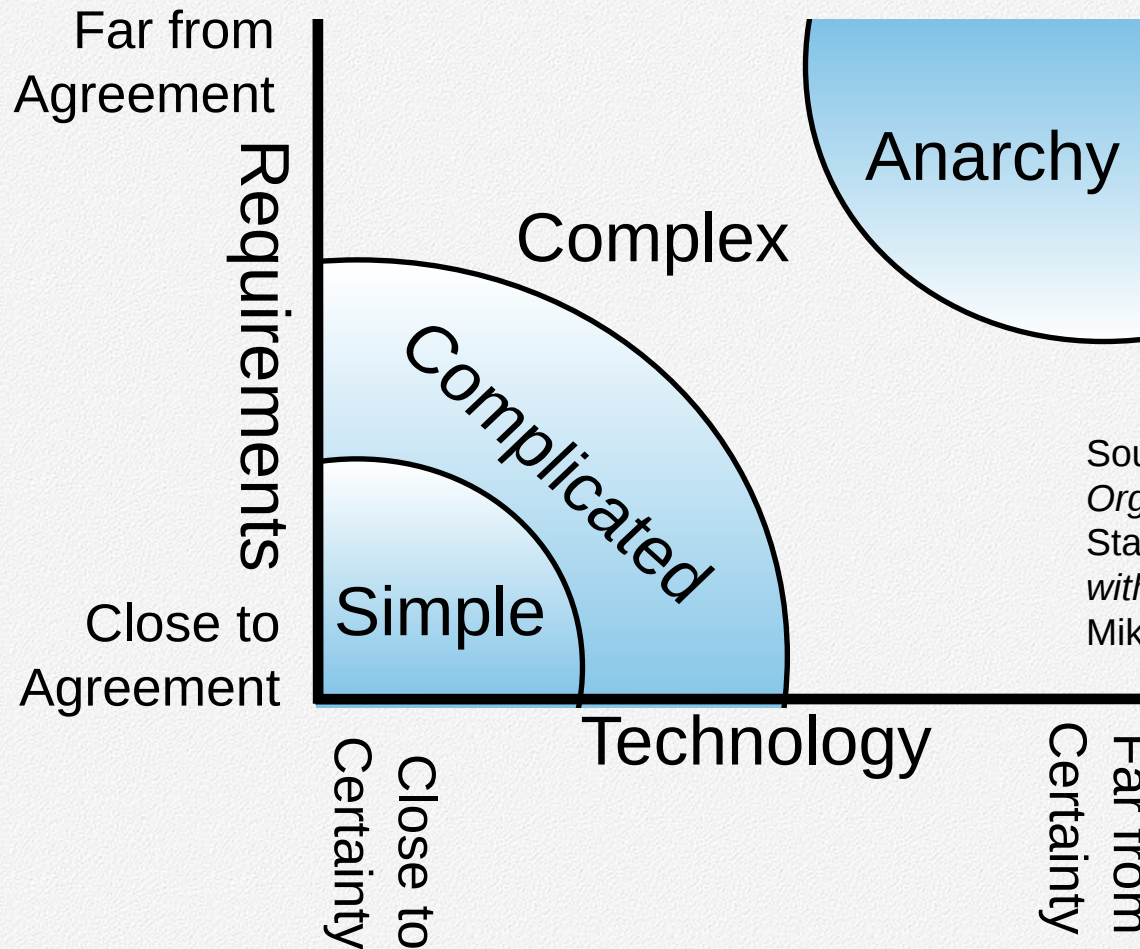 Far from
Agreement
Requirements
Anarchy
Complex
Complicated
Simple
Close to
Agreement
Technology
Close to
Certainty
Far from
Certainty